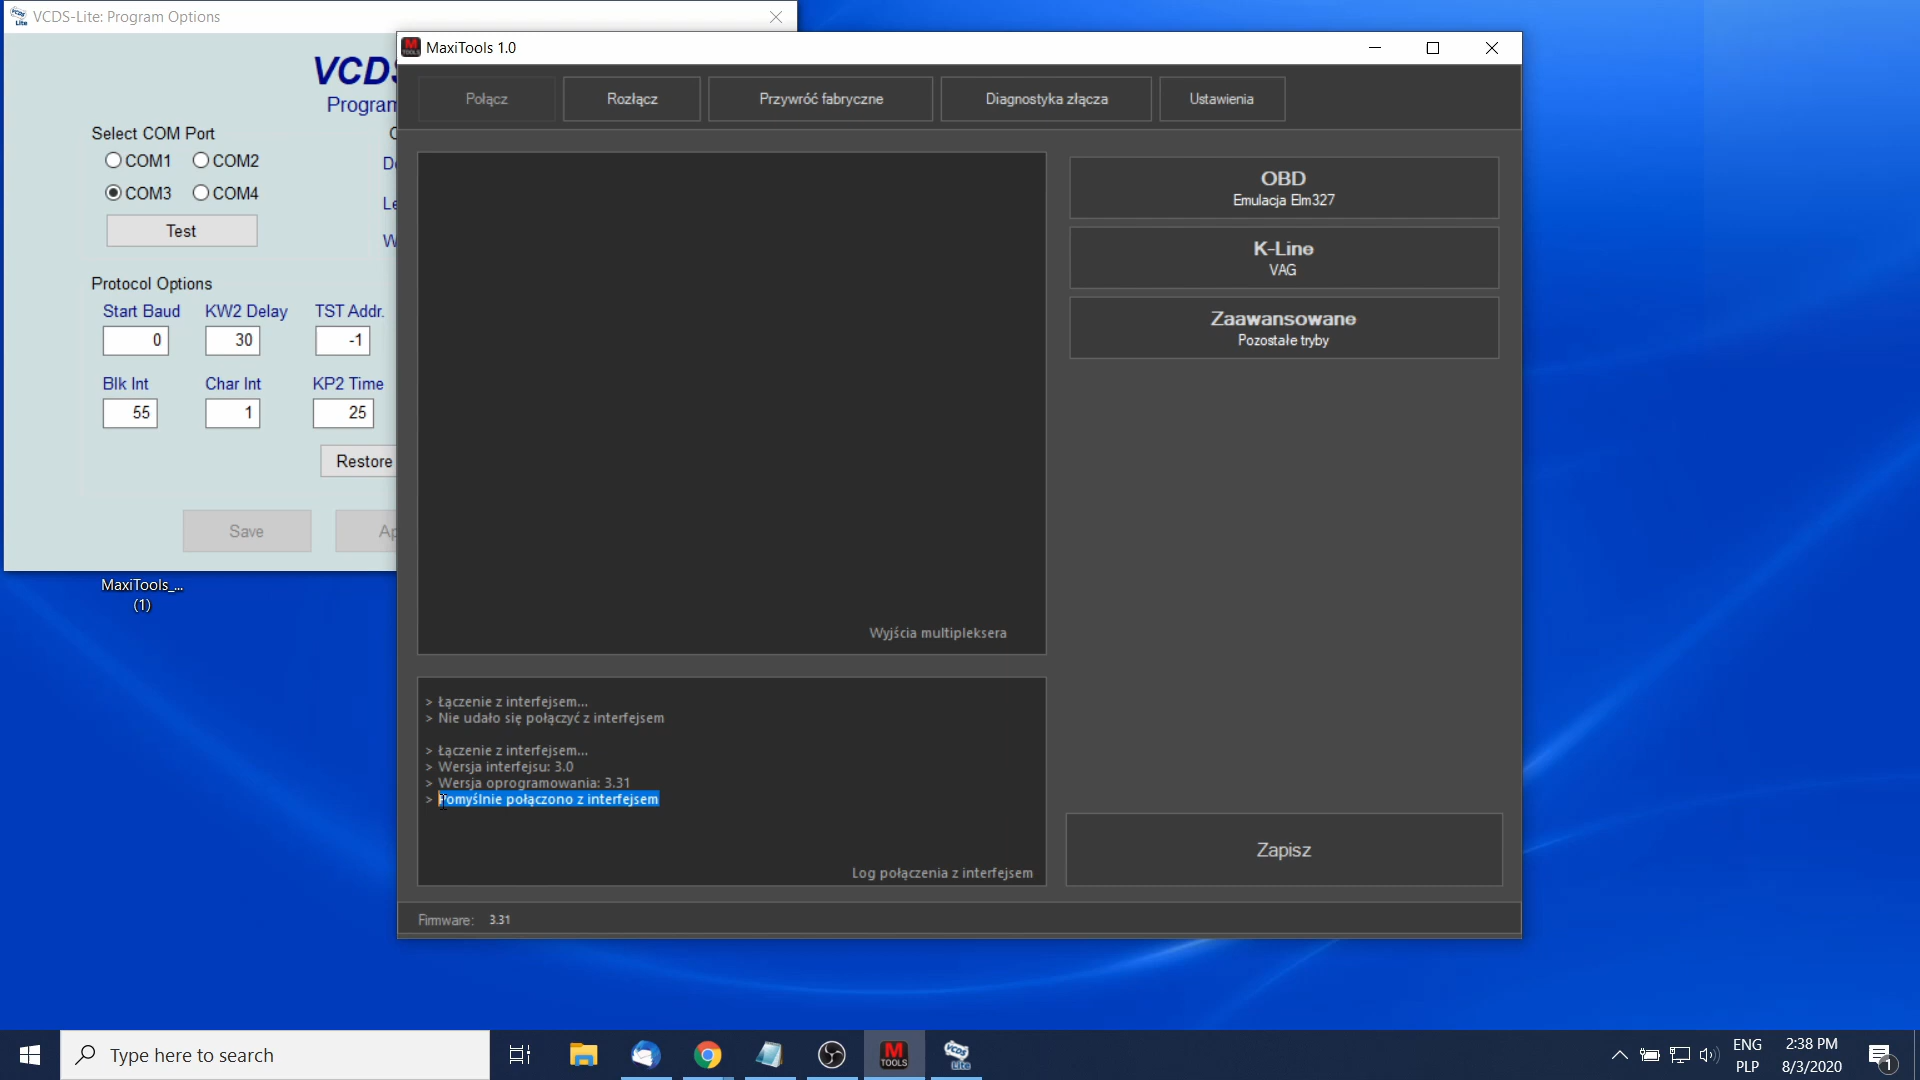 VCDS-Lite: Program Options
VCDS
Program
Select COM Port
COM1
COM2
COM3
COM4
Test
Protocol Options
Start Baud
KW2 Delay
TST Addr.
0
30
-1
Blk Int
Char Int
KP2 Time
55
1
25
Restore
Save
MaxiTools_...
(1)
MaxiTools 1.0
Połącz
Rozłącz
Przywróć fabryczne
Diagnostyka złącza
Ustawienia
OBD
Emulacja Elm327
K-Line
VAG
Zaawansowane
Pozostałe tryby
Wyjścia multipleksera
> Łączenie z interfejsem...
> Nie udało się połączyć z interfejsem
> Łączenie z interfejsem...
> Wersja interfejsu: 3.0
> Wersja oprogramowania: 3.31
> Pomyślnie połączono z interfejsem
Log połączenia z interfejsem
Zapisz
Firmware: 3.31
Type here to search
M
TOOLS
VCDS
Lite
ENG
PLP
2:38 PM
8/3/2020
1